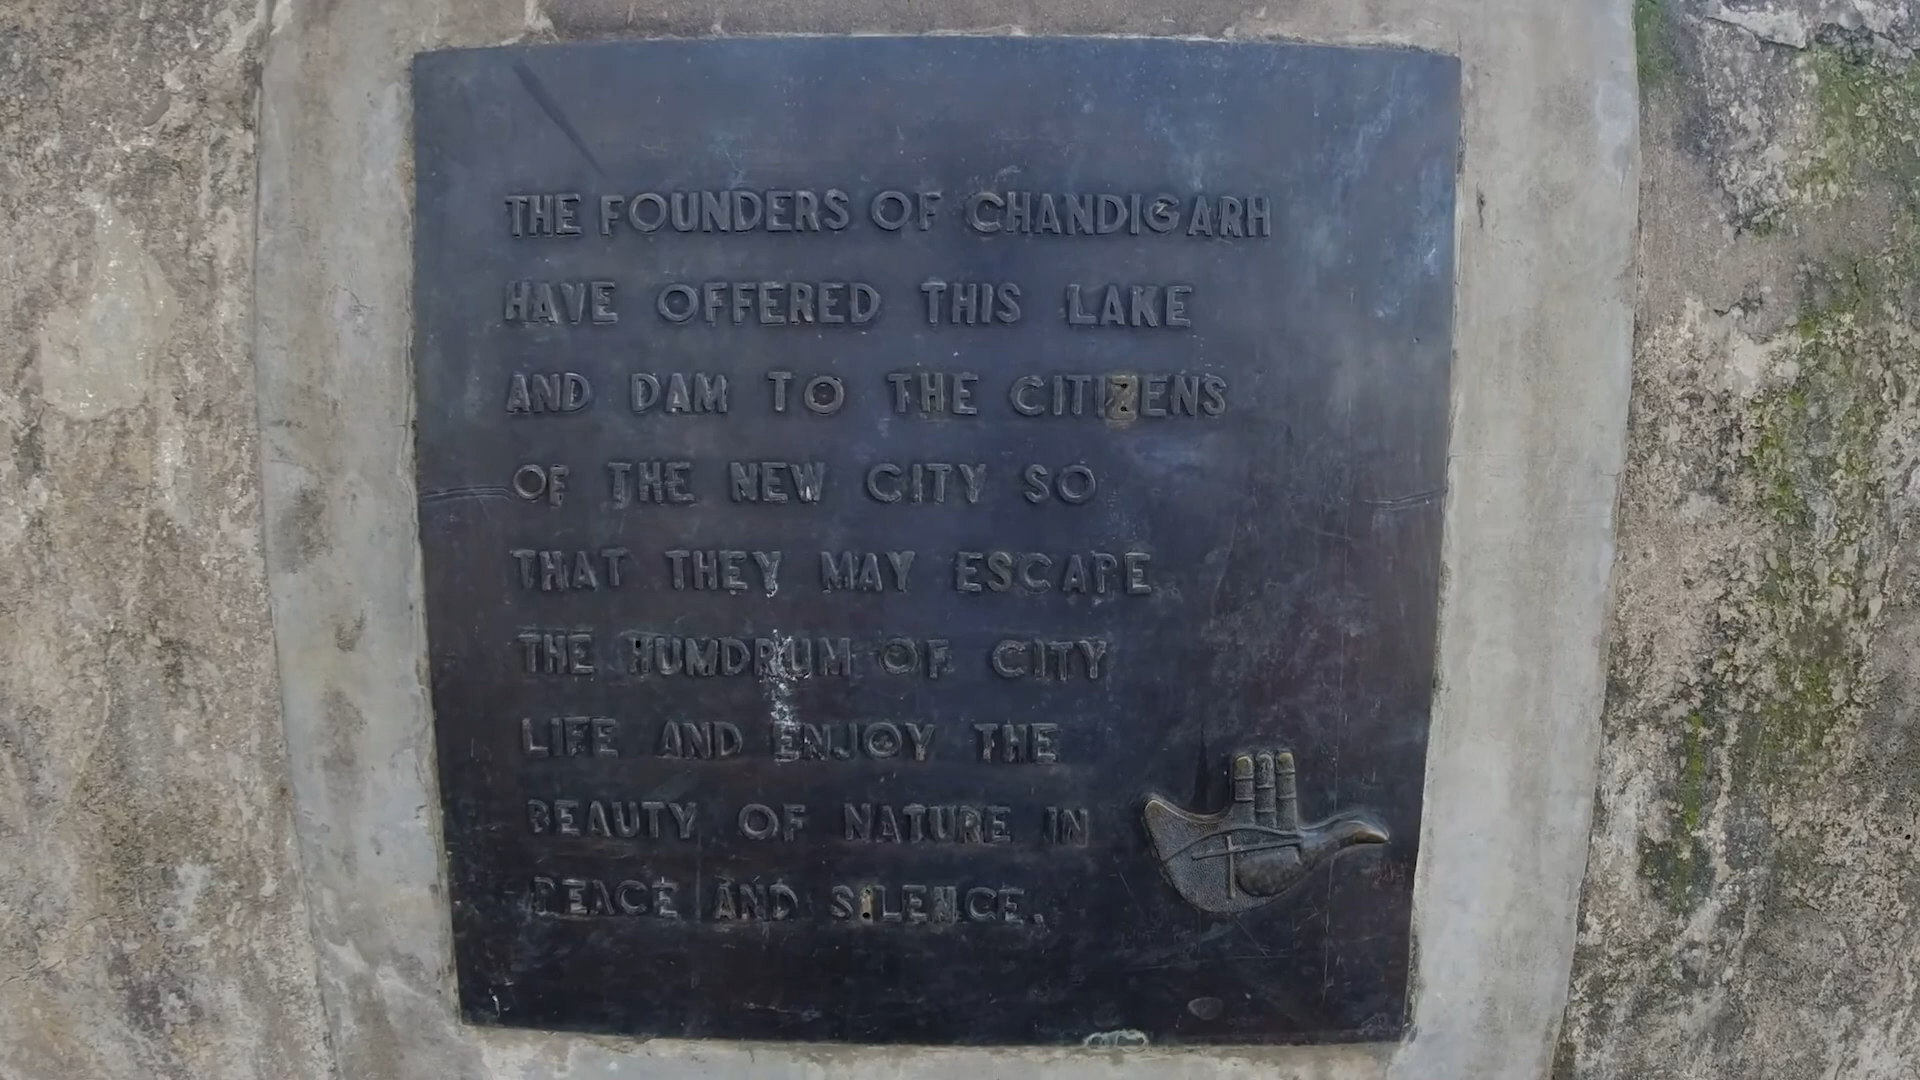 THE FOUNDERS OF CHANDIGARH
HAVE OFFERED THIS LAKE
AND DAM TO THE CITIZENS
OF THE NEW CITY SO
THAT THEY MAY ESCAPE
THE HUMDRUM OF CITY
LIFE AND ENJOY THE
BEAUTY OF NATURE IN
PEACE AND SILENCE.